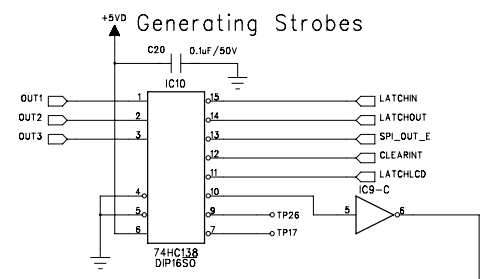 Generating Strobes
+5VD
C20 0.1uF/50V
IC10
OUT1 1 15 LATCHIN
OUT2 2 14 LATCHOUT
OUT3 3 13 SPI_OUT_E
12 CLEARINT
11 LATCHLCD
4 10 IC9-C
5 9 TP26 5 6
6 7 TP17
74HC138
DIP16SO